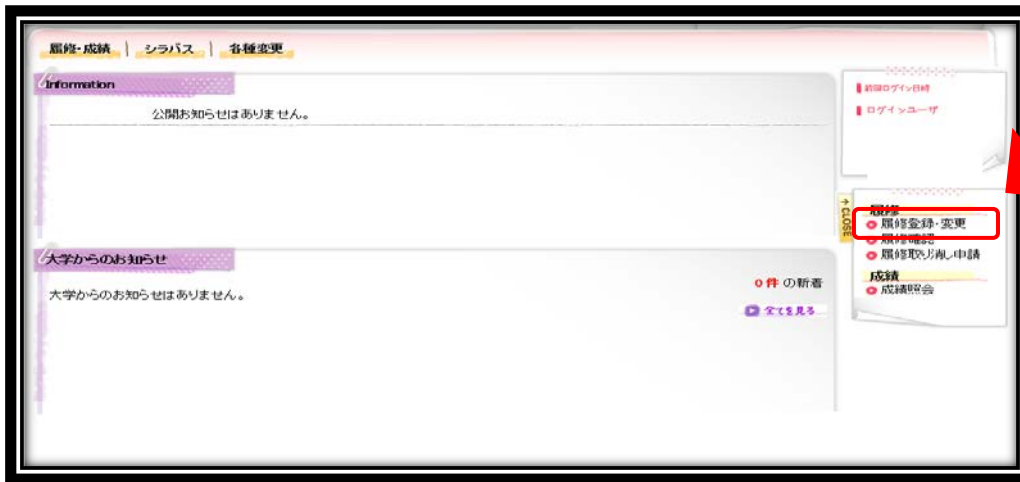 履修・成績 | シラバス | 各種変更
Information
公開お知らせはありません。
前回ログイン日時
ログインユーザ
→ CLOSE
履修
履修登録・変更
履修確認
履修取り消し申請
成績
成績照会
大学からのお知らせ
0件 の新着
大学からのお知らせはありません。
全てを見る